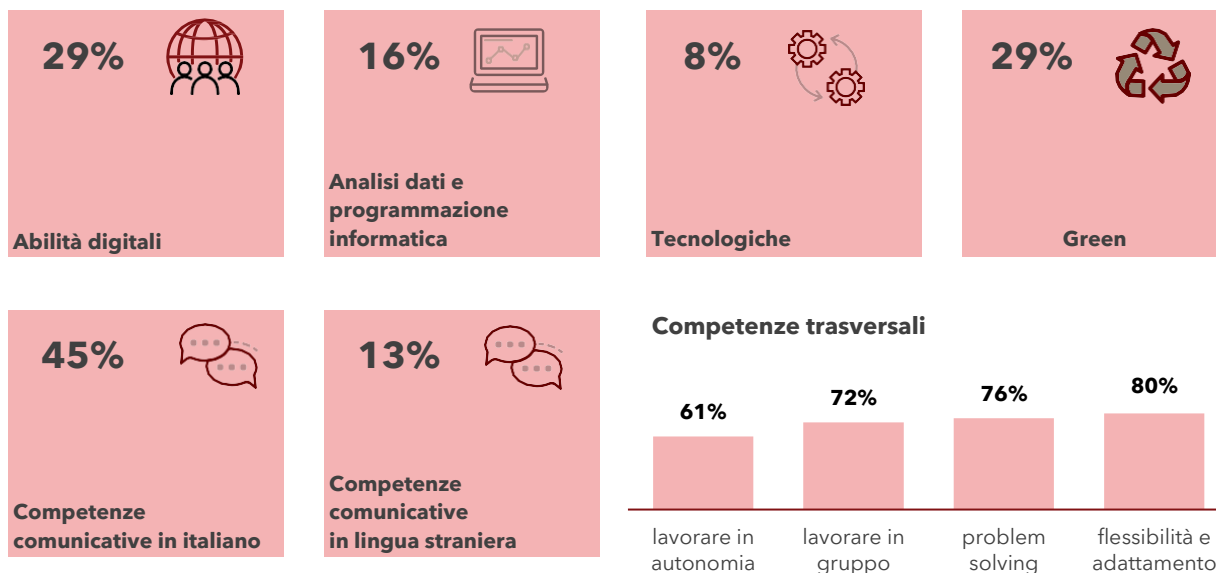 29%
Abilità digitali
16%
Analisi dati e
programmazione
informatica
8%
Tecnologiche
29%
Green
45%
Competenze
comunicative in italiano
13%
Competenze
comunicative
in lingua straniera
Competenze trasversali
61%
72%
76%
80%
lavorare in
autonomia
lavorare in
gruppo
problem
solving
flessibilità e
adattamento